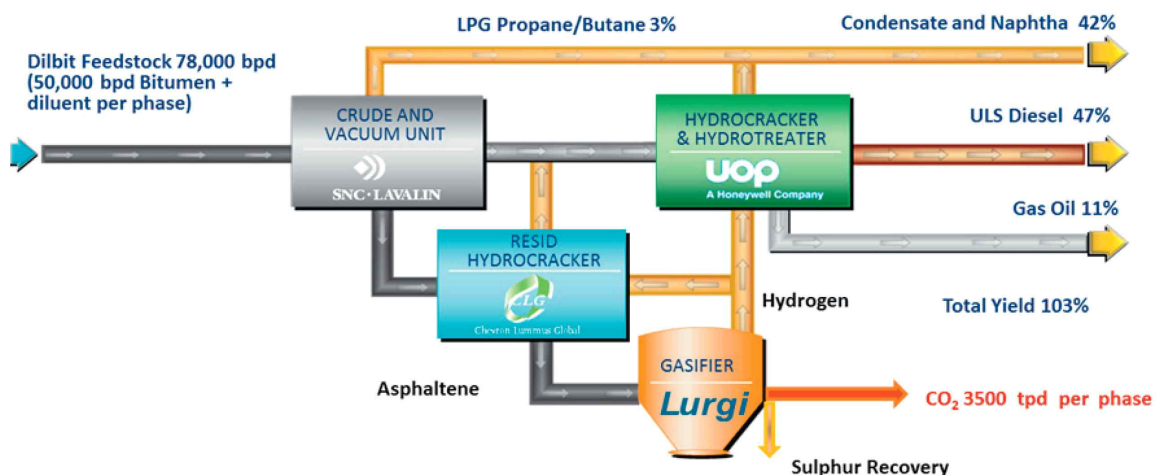 LPG Propane/Butane 3%
Condensate and Naphtha 42%
Dilbit Feedstock 78,000 bpd
(50,000 bpd Bitumen +
diluent per phase)
CRUDE AND
VACUUM UNIT
SNC·LAVALIN
HYDROCRACKER
& HYDROTREATER
uop
A Honeywell Company
ULS Diesel 47%
Gas Oil 11%
RESID
HYDROCRACKER
CLG
Chevron Lummus Global
Hydrogen
Total Yield 103%
Asphaltene
GASIFIER
Lurgi
CO₂ 3500 tpd per phase
Sulphur Recovery